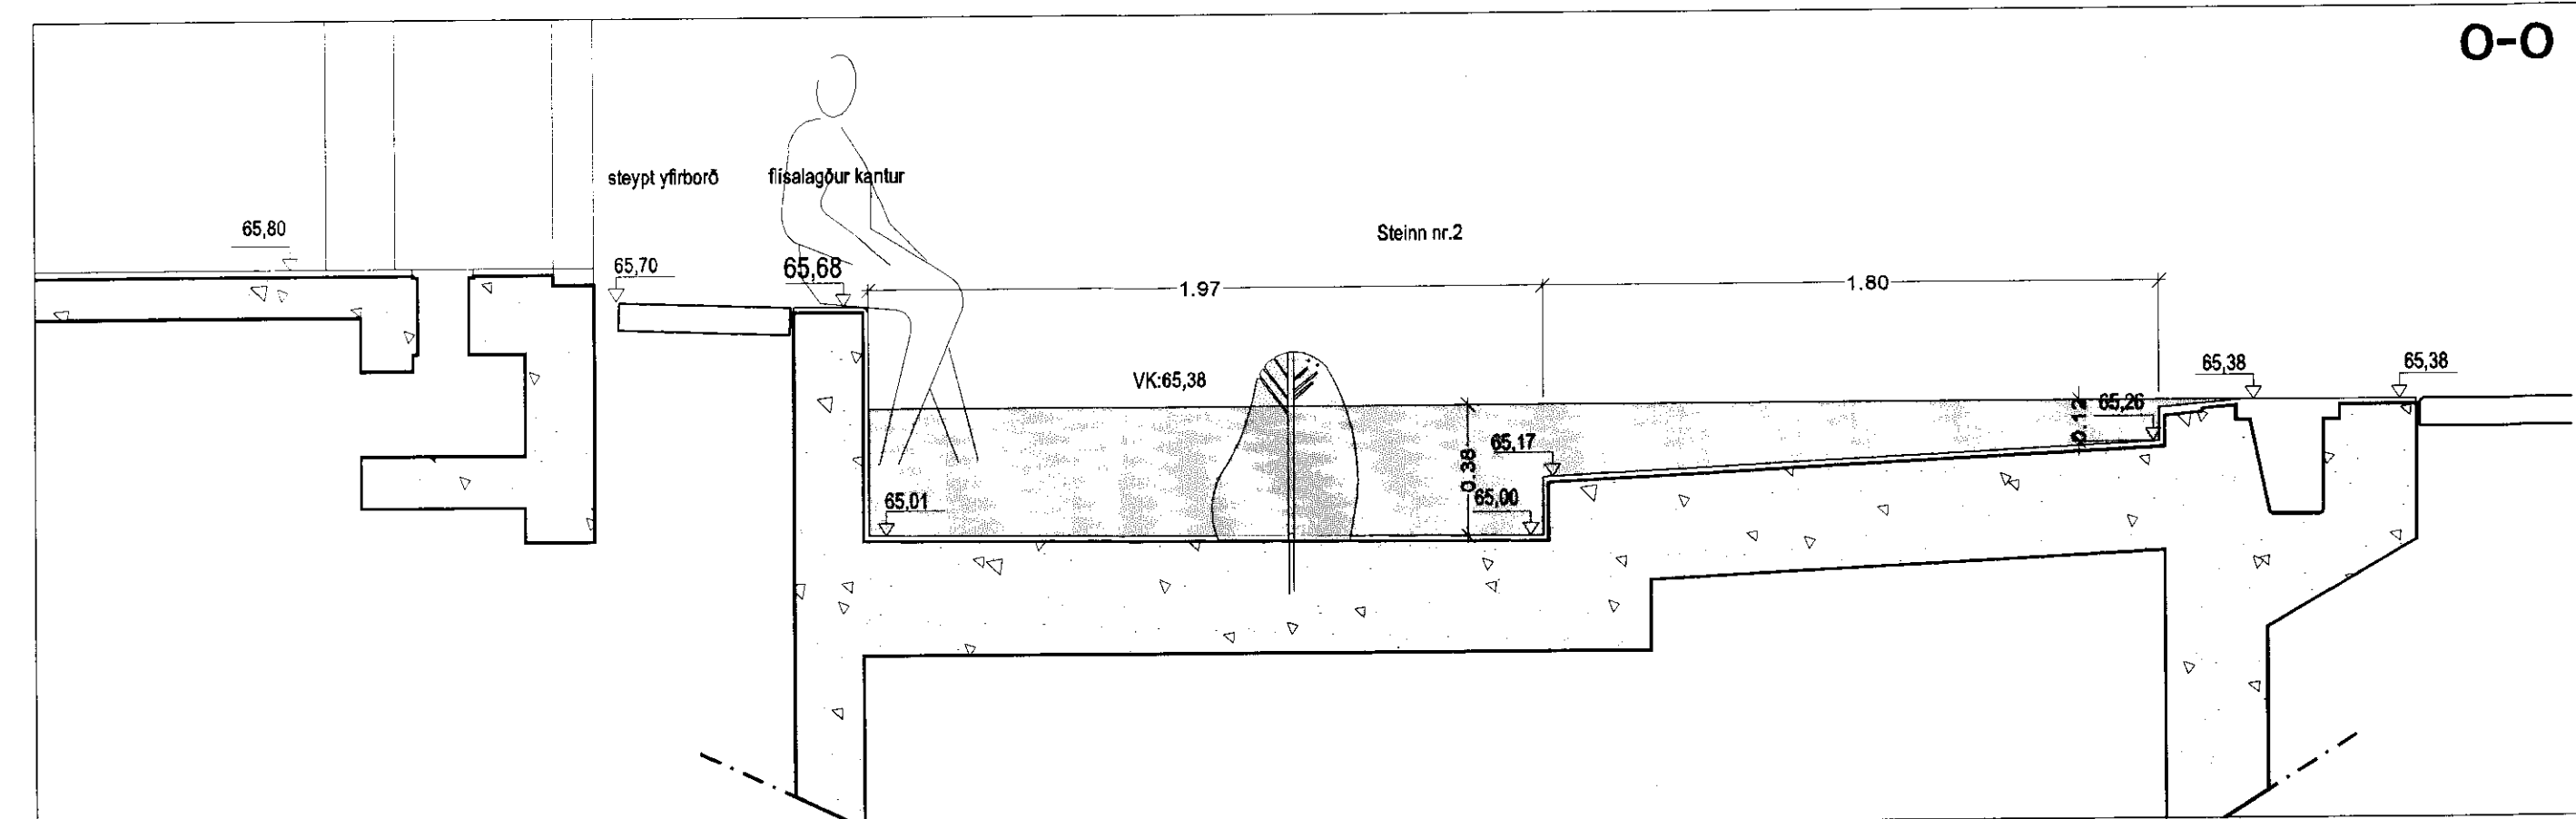 O-O
steypt yfirborð
flísalagður kantur
65,80
Steinn nr.2
65,70
65,68
1.97
1.80
VK:65,38
65,38
65,38
0.12
65,26
0.38
65,17
65,01
65,00